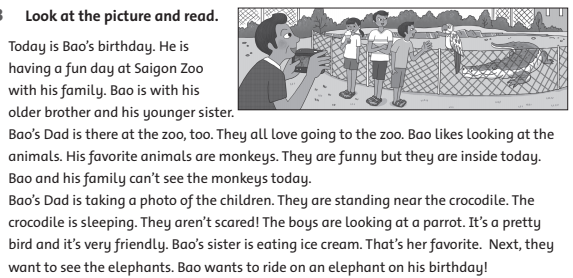 3 Look at the picture and read.
Today is Bao's birthday. He is
having a fun day at Saigon Zoo
with his family. Bao is with his
older brother and his younger sister.
Bao's Dad is there at the zoo, too. They all love going to the zoo. Bao likes looking at the
animals. His favorite animals are monkeys. They are funny but they are inside today.
Bao and his family can't see the monkeys today.
Bao's Dad is taking a photo of the children. They are standing near the crocodile. The
crocodile is sleeping. They aren't scared! The boys are looking at a parrot. It's a pretty
bird and it's very friendly. Bao's sister is eating ice cream. That's her favorite. Next, they
want to see the elephants. Bao wants to ride on an elephant on his birthday!